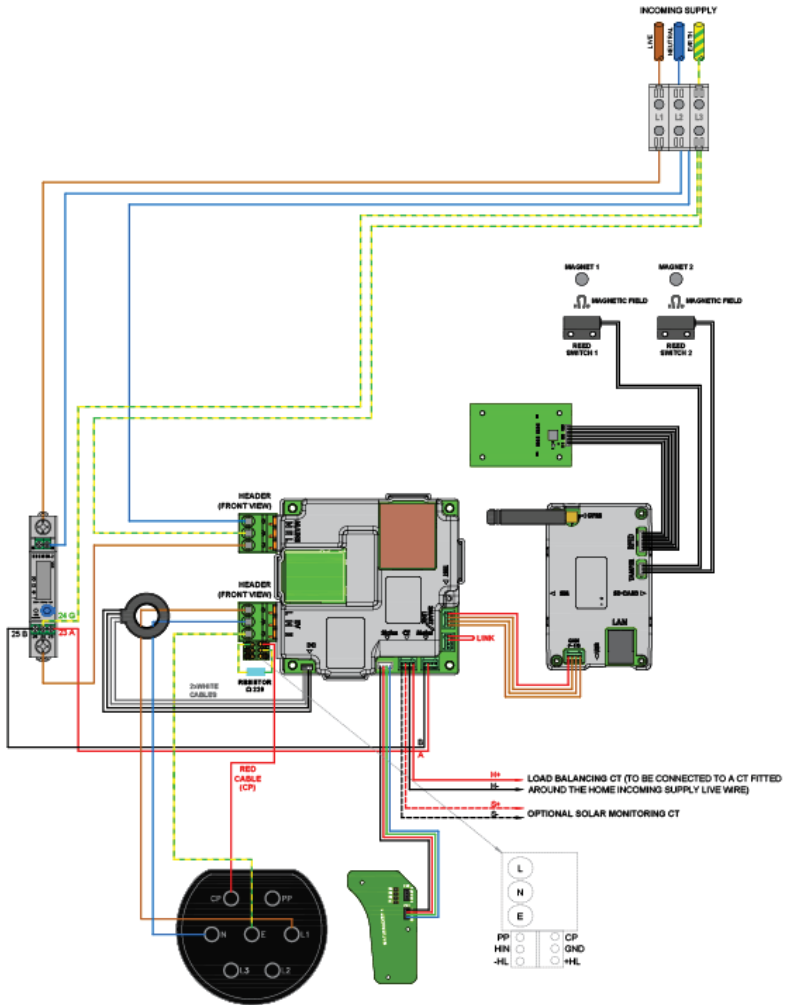 INCOMING SUPPLY
LIVE
NEUTRAL
EARTH
L1
L2
L3
MAGNET 1
MAGNET 2
MAGNETIC FIELD
MAGNETIC FIELD
REED
SWITCH 1
REED
SWITCH 2
HEADER
(FRONT VIEW)
HEADER
(FRONT VIEW)
24 G
25 B
23 A
LINK
LAN
RESISTOR
2xWHITE
CABLES
A
RED
CABLE
(CP)
H+
LOAD BALANCING CT (TO BE CONNECTED TO A CT FITTED
H-
AROUND THE HOME INCOMING SUPPLY LIVE WIRE)
S+
S-
OPTIONAL SOLAR MONITORING CT
CP
PP
N
E
L1
L3
L2
L
N
E
PP
CP
HIN
GND
-HL
+HL